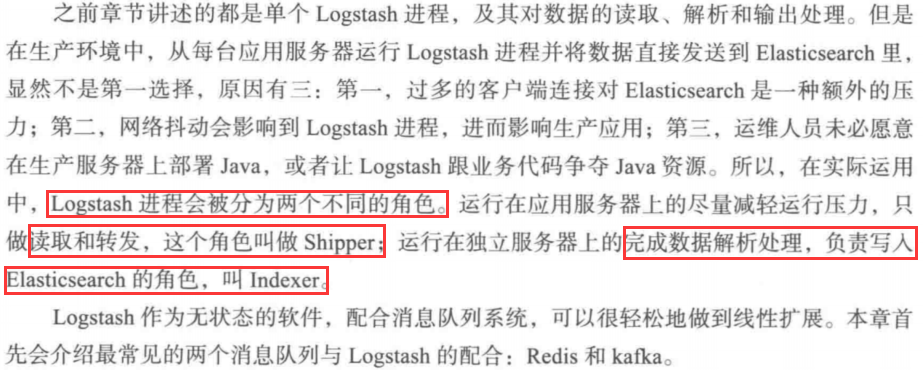 之前章节讲述的都是单个 Logstash 进程，及其对数据的读取、解析和输出处理。但是
在生产环境中，从每台应用服务器运行 Logstash 进程并将数据直接发送到 Elasticsearch 里，
显然不是第一选择，原因有三：第一，过多的客户端连接对 Elasticsearch 是一种额外的压
力；第二，网络抖动会影响到 Logstash 进程，进而影响生产应用；第三，运维人员未必愿意
在生产服务器上部署 Java，或者让 Logstash 跟业务代码争夺 Java 资源。所以，在实际运用
中，Logstash 进程会被分为两个不同的角色。运行在应用服务器上的尽量减轻运行压力，只
做读取和转发，这个角色叫做 Shipper；运行在独立服务器上的完成数据解析处理，负责写入
Elasticsearch 的角色，叫 Indexer。
Logstash 作为无状态的软件，配合消息队列系统，可以很轻松地做到线性扩展。本章首
先会介绍最常见的两个消息队列与 Logstash 的配合：Redis 和 kafka。